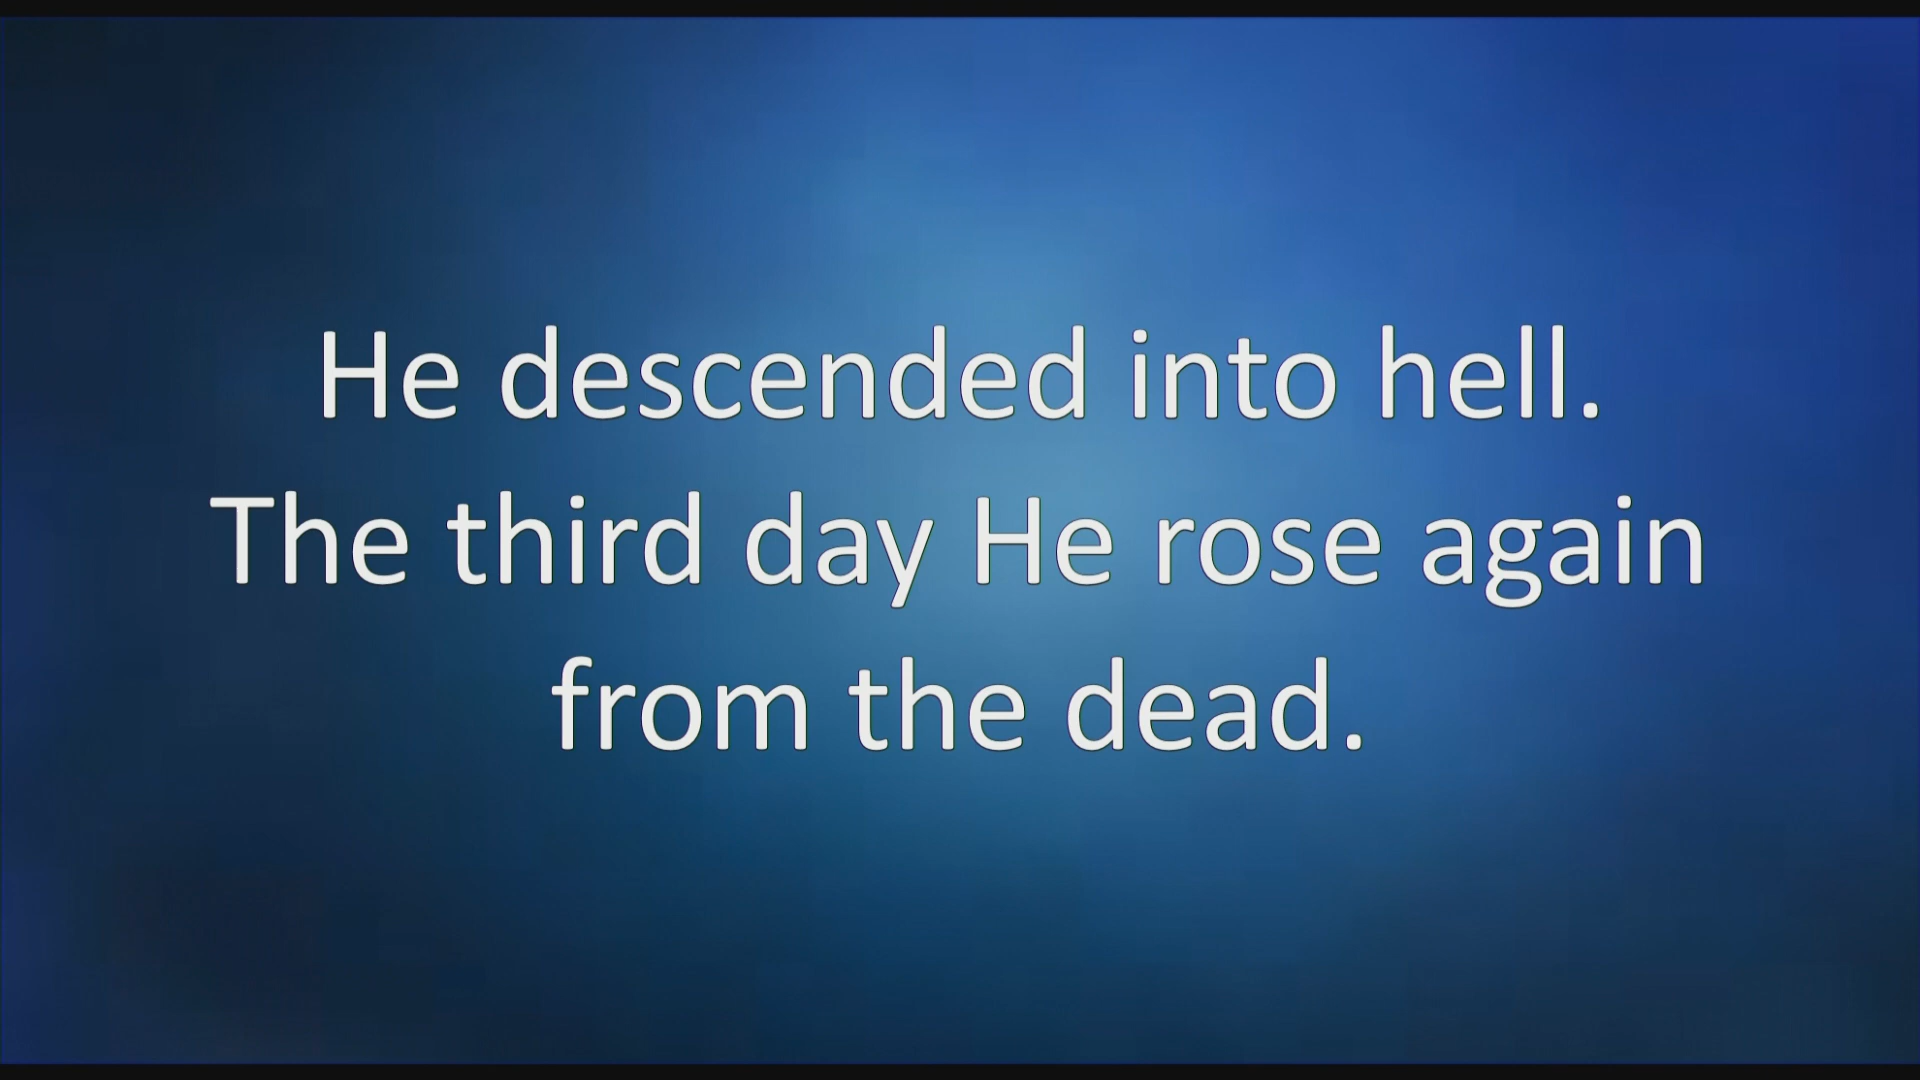 He descended into hell.
The third day He rose again
from the dead.